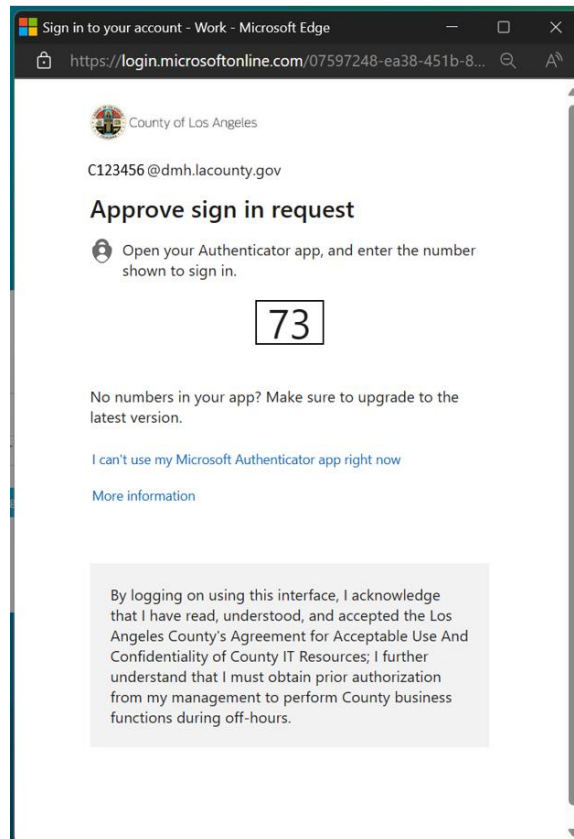 Sign in to your account - Work - Microsoft Edge
https://login.microsoftonline.com/07597248-ea38-451b-8...
County of Los Angeles
C123456@dmh.lacounty.gov
Approve sign in request
Open your Authenticator app, and enter the number
shown to sign in.
73
No numbers in your app? Make sure to upgrade to the
latest version.
I can't use my Microsoft Authenticator app right now
More information
By logging on using this interface, I acknowledge
that I have read, understood, and accepted the Los
Angeles County's Agreement for Acceptable Use And
Confidentiality of County IT Resources; I further
understand that I must obtain prior authorization
from my management to perform County business
functions during off-hours.